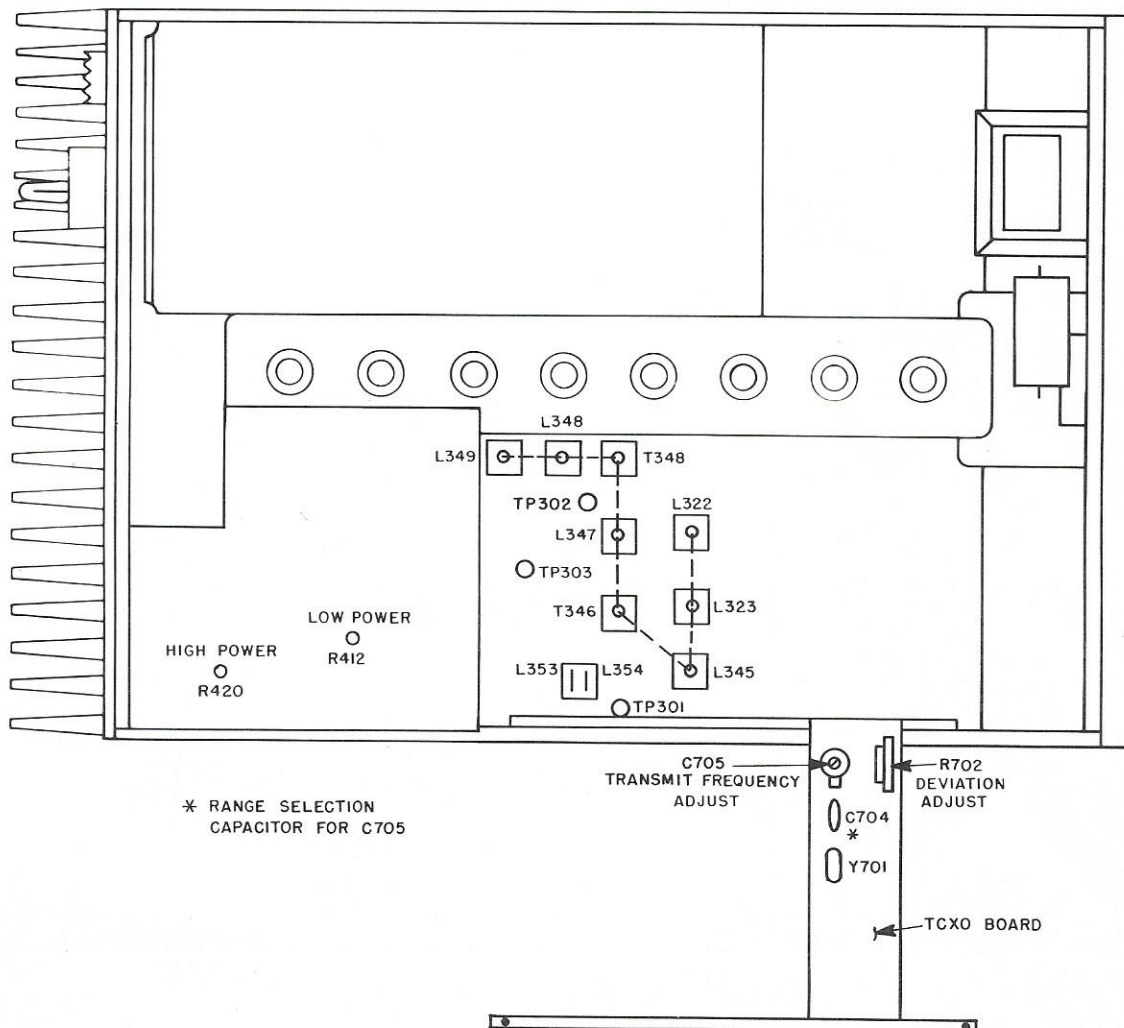 L348
L349
T348
TP302
L322
L347
TP303
T346
L323
LOW POWER
R412
HIGH POWER
R420
L353
L354
L345
TP301
C705
TRANSMIT FREQUENCY
ADJUST
R702
DEVIATION
ADJUST
* RANGE SELECTION
CAPACITOR FOR C705
C704
*
Y701
TCXO BOARD